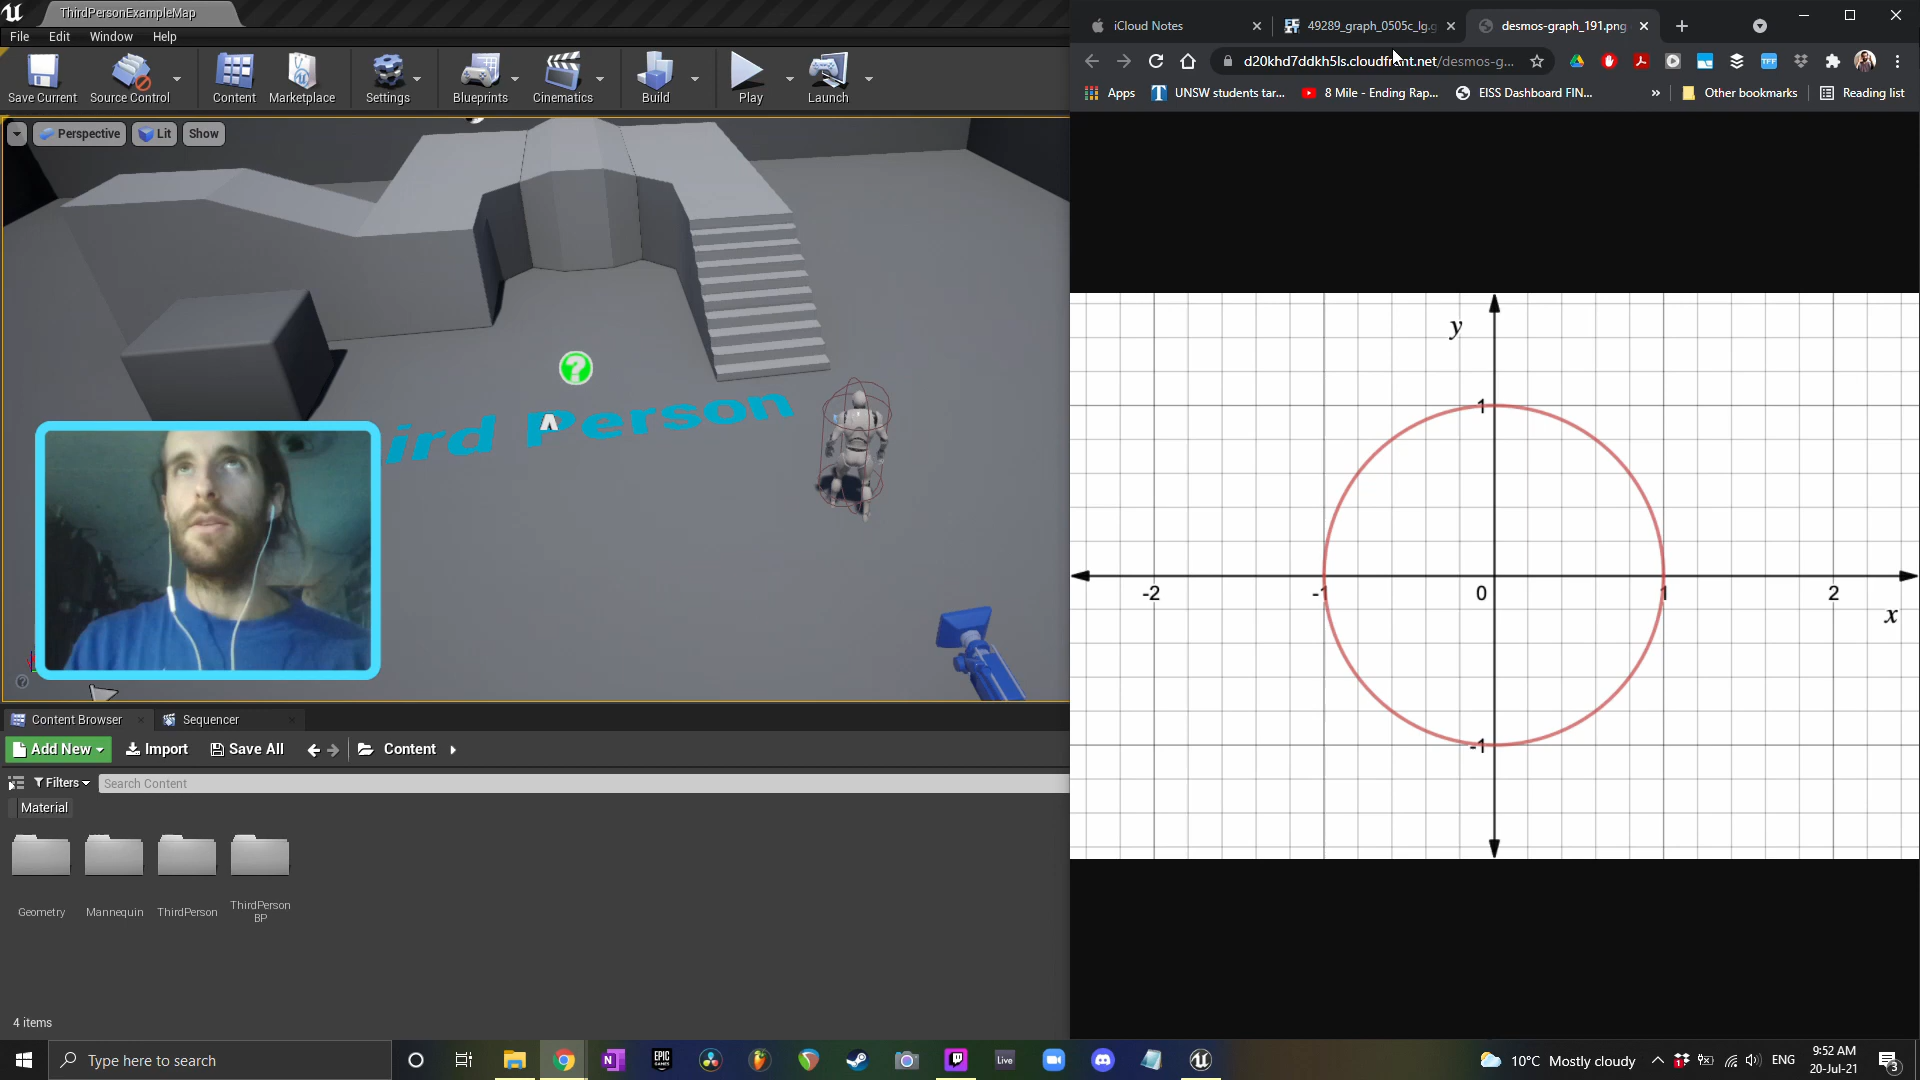 ThirdPersonExampleMap
File Edit Window Help
Save Current Source Control Content Marketplace Settings Blueprints Cinematics Build Play Launch
Perspective Lit Show
ird Person
Content Browser Sequencer
Add New Import Save All Content
Filters Search Content
Material
Geometry Mannequin ThirdPerson ThirdPerson
BP
4 items
iCloud Notes 49289_graph_0505c_lg.g desmos-graph_191.png
d20khd7ddkh5ls.cloudfront.net/desmos-g...
Apps UNSW students tar... 8 Mile - Ending Rap... EISS Dashboard FIN... » Other bookmarks Reading list
y
1
-2 -1 0 1 2
x
-1
Type here to search
EPIC GAMES
Live
10°C Mostly cloudy ENG 9:52 AM
20-Jul-21
3